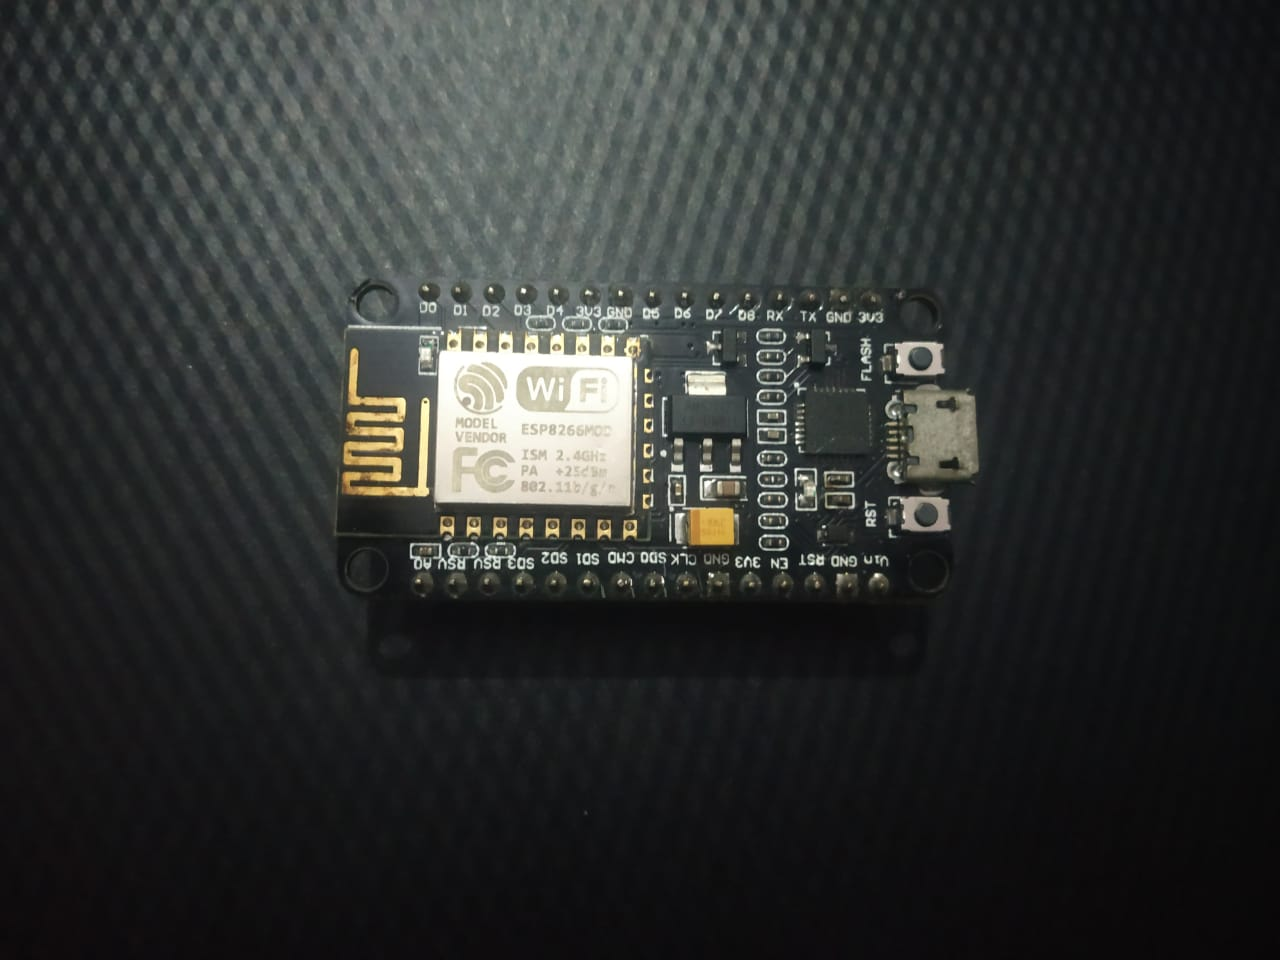 D0 D1 D2 D3 D4 3V3 GND D5 D6 D7 D8 RX TX GND 3V3
FLASH
WiFi
MODEL
VENDOR
ESP8266MOD
FC
ISM 2.4GHz
PA +25dBm
802.11b/g/n
RST
A0 RSV RSV SD3 SD2 SD1 CMD SD0 CLK GND 3V3 EN RST GND Vin